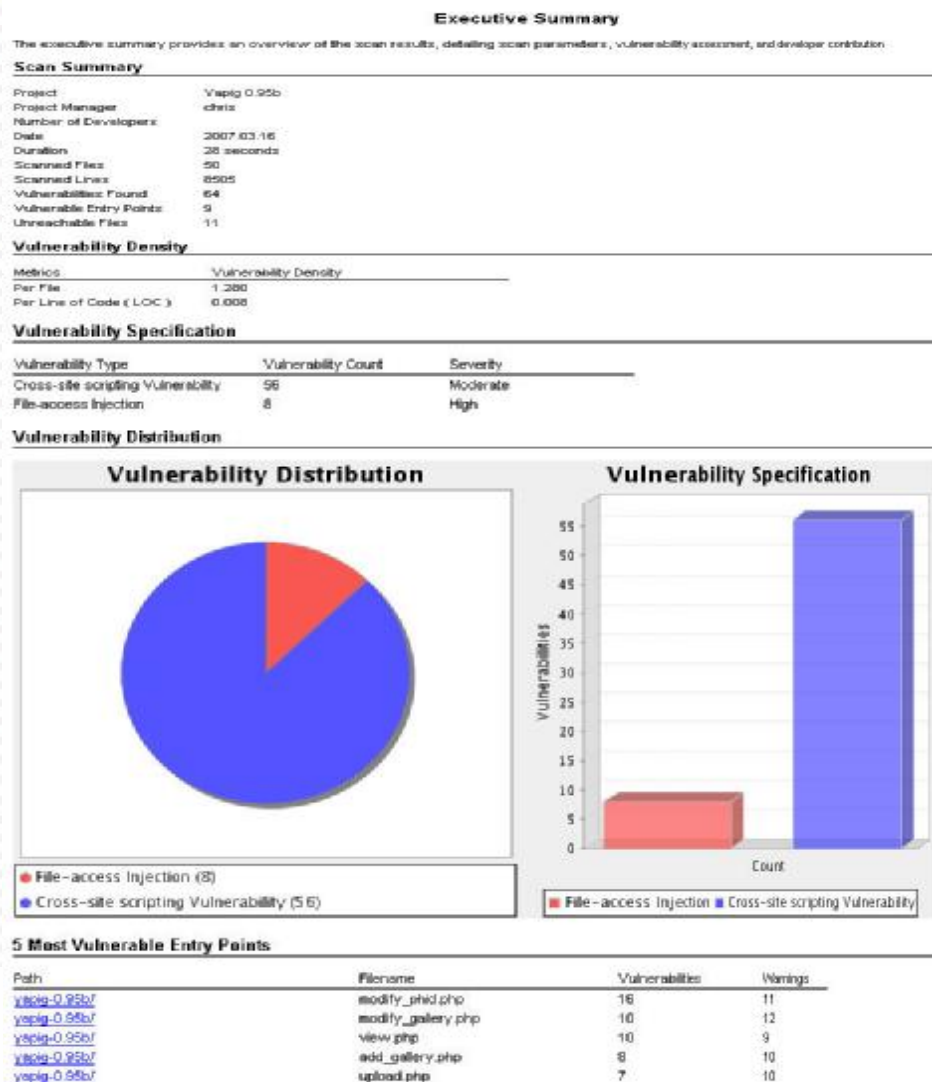 Executive Summary
The executive summary provides an overview of the scan results, detailing scan parameters, vulnerability assessment, and developer contribution
Scan Summary
Project Yapig 0.95b
Project Manager chris
Number of Developers
Date 2007.03.16
Duration 28 seconds
Scanned Files 50
Scanned Lines 8505
Vulnerabilities Found 64
Vulnerable Entry Points 9
Unreachable Files 11
Vulnerability Density
Metrics Vulnerability Density
Per File 1.280
Per Line of Code ( LOC ) 0.008
Vulnerability Specification
Vulnerability Type Vulnerability Count Severity
Cross-site scripting Vulnerability 56 Moderate
File-access Injection 8 High
Vulnerability Distribution
Vulnerability Distribution
File-access Injection (8)
Cross-site scripting Vulnerability (56)
Vulnerability Specification
Vulnerabilities
55
50
45
40
35
30
25
20
15
10
5
0
Count
File-access Injection Cross-site scripting Vulnerability
5 Most Vulnerable Entry Points
Path Filename Vulnerabilities Warnings
yapig-0.95b/ modify_phid.php 16 11
yapig-0.95b/ modify_gallery.php 10 12
yapig-0.95b/ view.php 10 9
yapig-0.95b/ add_gallery.php 8 10
yapig-0.95b/ upload.php 7 10